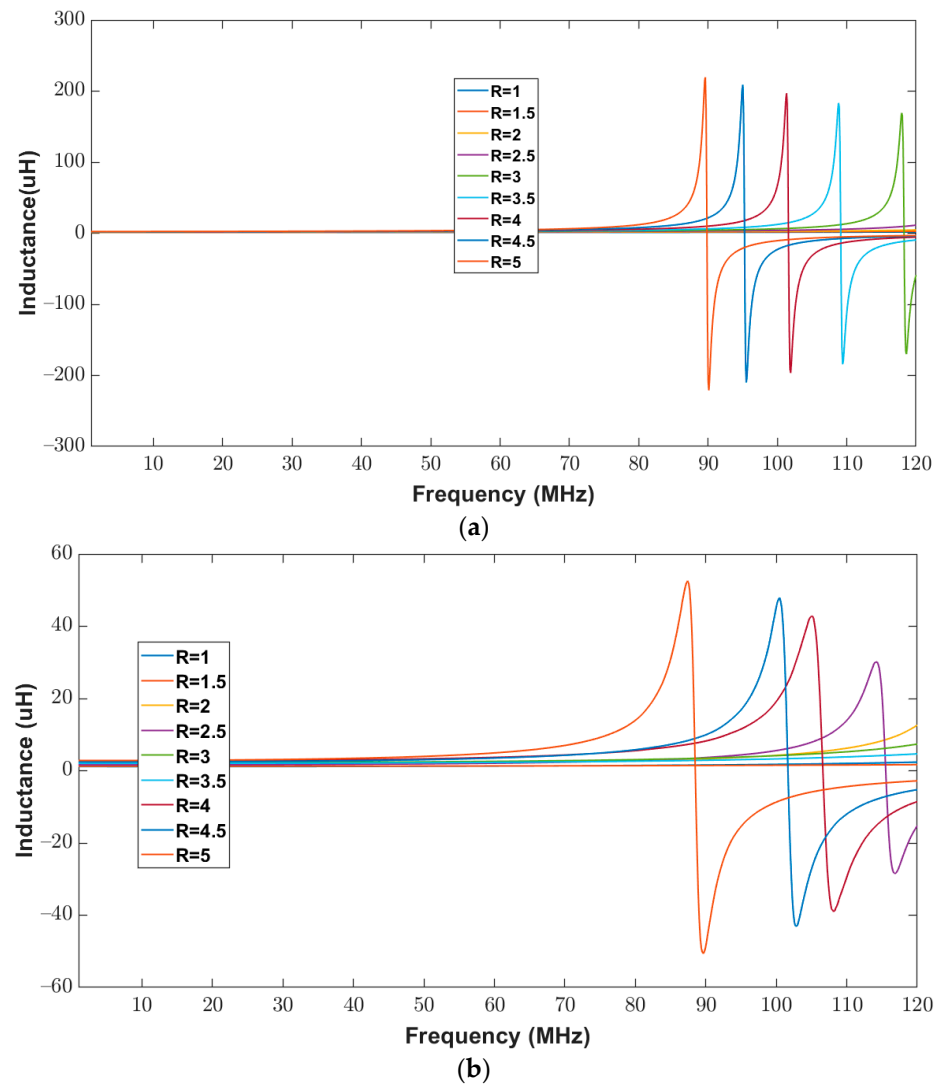 300
200
100
0
−100
−200
−300
Inductance(uH)
R=1
R=1.5
R=2
R=2.5
R=3
R=3.5
R=4
R=4.5
R=5
10 20 30 40 50 60 70 80 90 100 110 120
Frequency (MHz)
(a)
60
40
20
0
−20
−40
−60
Inductance (uH)
R=1
R=1.5
R=2
R=2.5
R=3
R=3.5
R=4
R=4.5
R=5
10 20 30 40 50 60 70 80 90 100 110 120
Frequency (MHz)
(b)